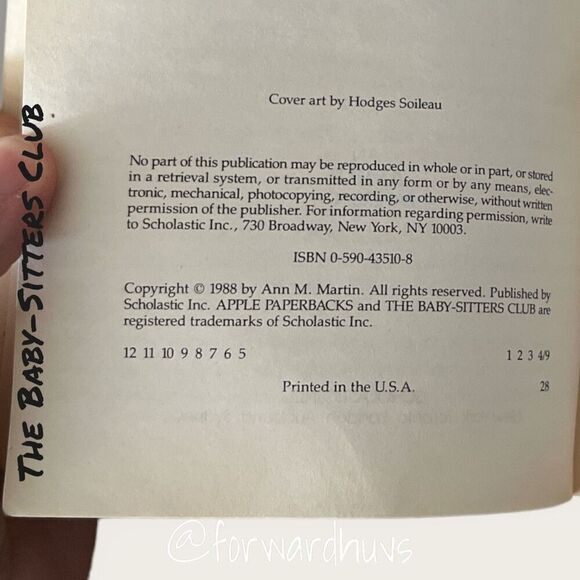 THE BABY-SITTERS CLUB
Cover art by Hodges Soileau
No part of this publication may be reproduced in whole or in part, or stored
in a retrieval system, or transmitted in any form or by any means, elec-
tronic, mechanical, photocopying, recording, or otherwise, without written
permission of the publisher. For information regarding permission, write
to Scholastic Inc., 730 Broadway, New York, NY 10003.
ISBN 0-590-43510-8
Copyright © 1988 by Ann M. Martin. All rights reserved. Published by
Scholastic Inc. APPLE PAPERBACKS and THE BABY-SITTERS CLUB are
registered trademarks of Scholastic Inc.
12 11 10 9 8 7 6 5 1 2 3 4/9
Printed in the U.S.A. 28
@forwardhuvs